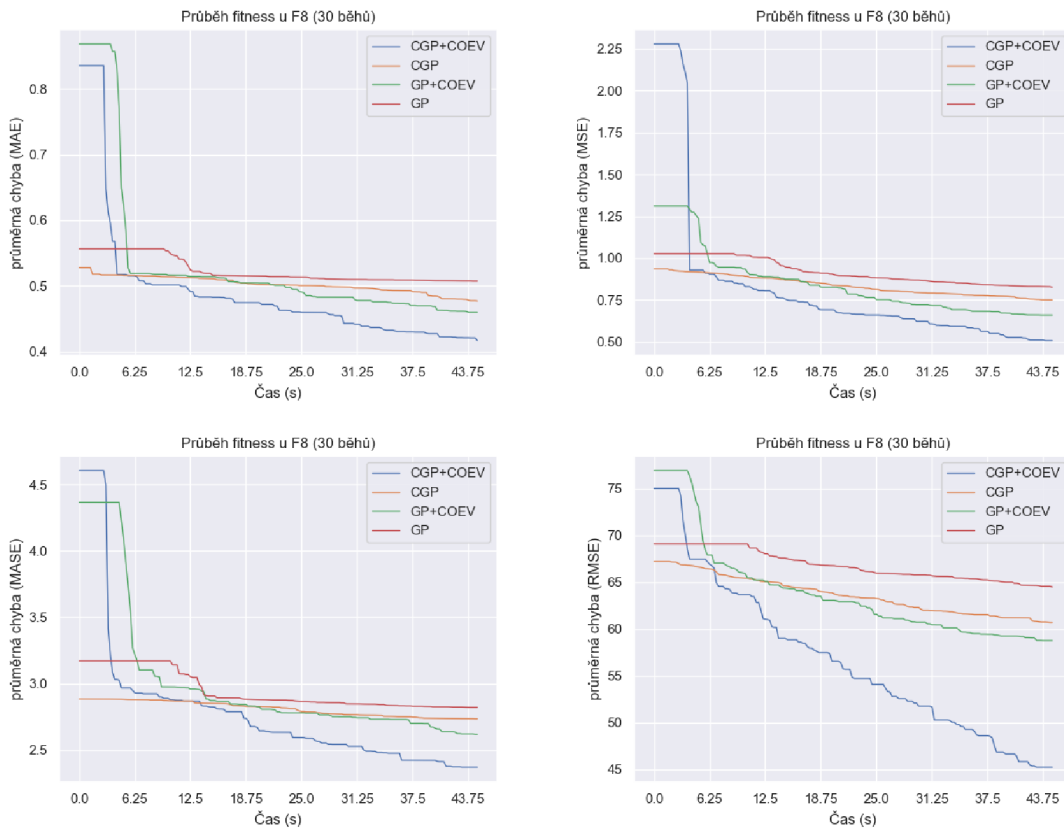 Průběh fitness u F8 (30 běhů)
CGP+COEV
CGP
GP+COEV
GP
průměrná chyba (MAE)
0.8
0.7
0.6
0.5
0.4
0.0 6.25 12.5 18.75 25.0 31.25 37.5 43.75
Čas (s)
Průběh fitness u F8 (30 běhů)
CGP+COEV
CGP
GP+COEV
GP
průměrná chyba (MSE)
2.25
2.00
1.75
1.50
1.25
1.00
0.75
0.50
0.0 6.25 12.5 18.75 25.0 31.25 37.5 43.75
Čas (s)
Průběh fitness u F8 (30 běhů)
CGP+COEV
CGP
GP+COEV
GP
průměrná chyba (MASE)
4.5
4.0
3.5
3.0
2.5
0.0 6.25 12.5 18.75 25.0 31.25 37.5 43.75
Čas (s)
Průběh fitness u F8 (30 běhů)
CGP+COEV
CGP
GP+COEV
GP
průměrná chyba (RMSE)
75
70
65
60
55
50
45
0.0 6.25 12.5 18.75 25.0 31.25 37.5 43.75
Čas (s)